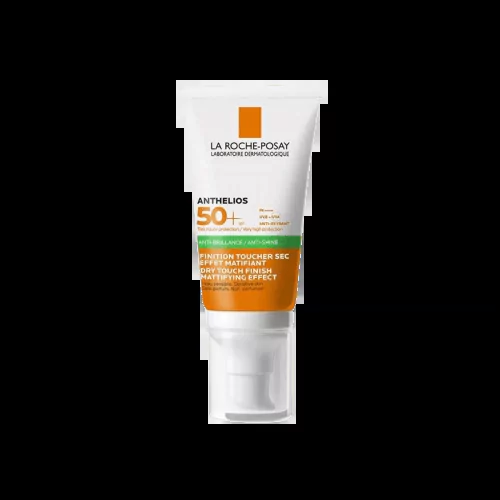 LA ROCHE-POSAY
LABORATOIRE DERMATOLOGIQUE
ANTHELIOS
50+
ANTI-BRILLANCE / ANTI-SHINE
FINITION TOUCHER SEC
EFFET MATIFIANT
DRY TOUCH FINISH
MATTIFYING EFFECT